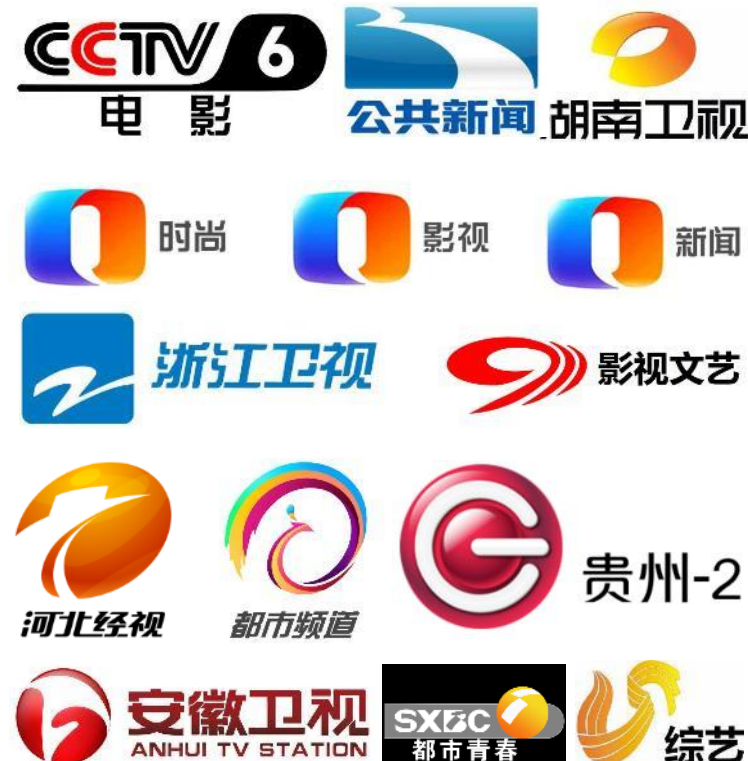 CCTV 6
电影
公共新闻
湖南卫视
时尚
影视
新闻
浙江卫视
影视文艺
河北经视
都市频道
贵州-2
安徽卫视
ANHUI TV STATION
SXBC
都市青春
综艺